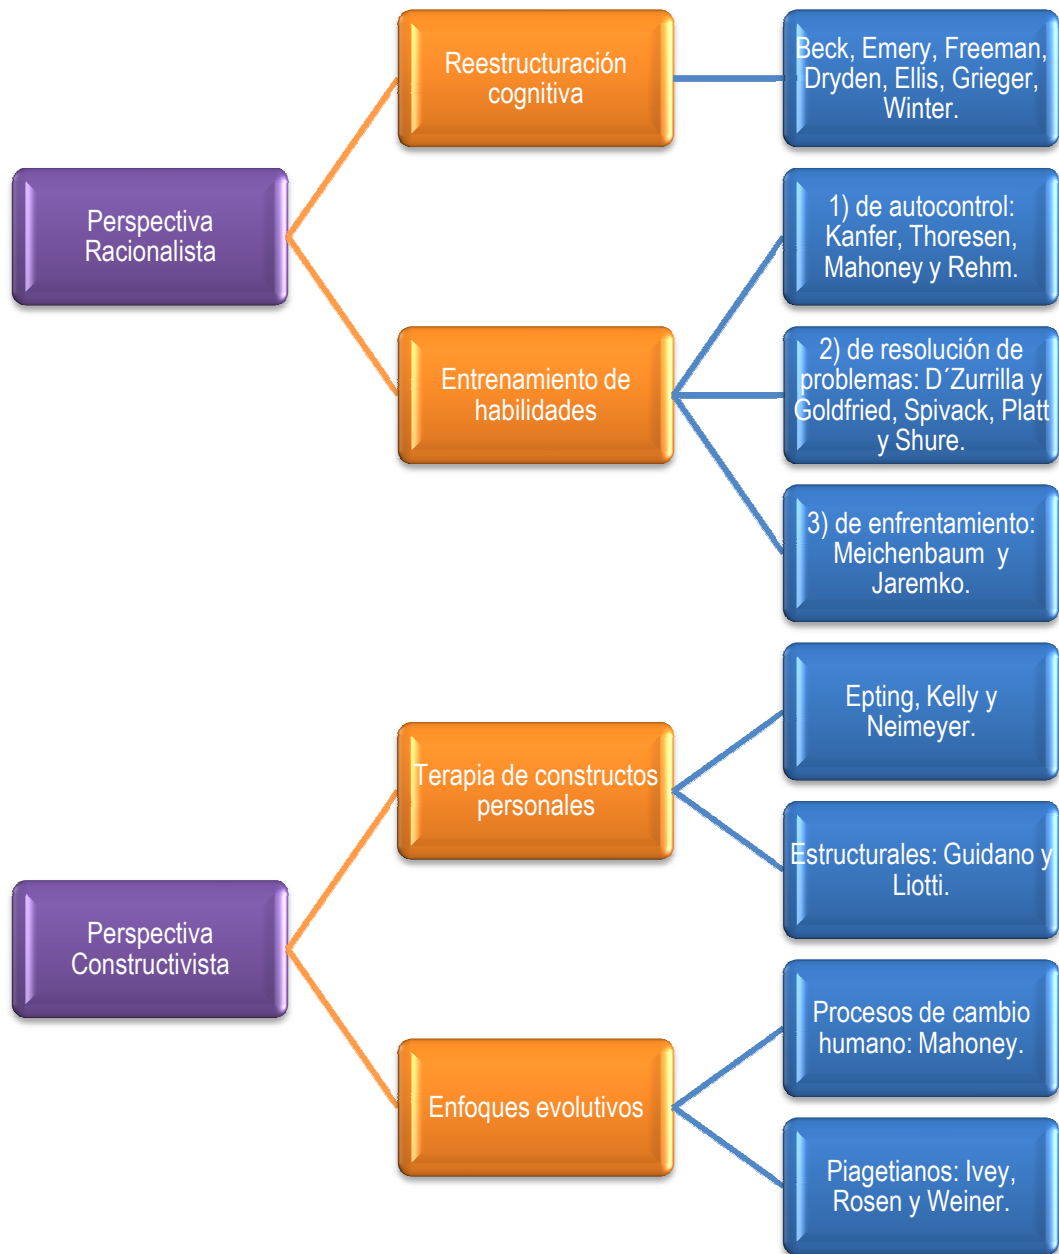 Perspectiva
Racionalista
Reestructuración
cognitiva
Beck, Emery, Freeman,
Dryden, Ellis, Grieger,
Winter.
Entrenamiento de
habilidades
1) de autocontrol:
Kanfer, Thoresen,
Mahoney y Rehm.
2) de resolución de
problemas: D´Zurrilla y
Goldfried, Spivack, Platt
y Shure.
3) de enfrentamiento:
Meichenbaum y
Jaremko.
Perspectiva
Constructivista
Terapia de constructos
personales
Epting, Kelly y
Neimeyer.
Estructurales: Guidano y
Liotti.
Enfoques evolutivos
Procesos de cambio
humano: Mahoney.
Piagetianos: Ivey,
Rosen y Weiner.